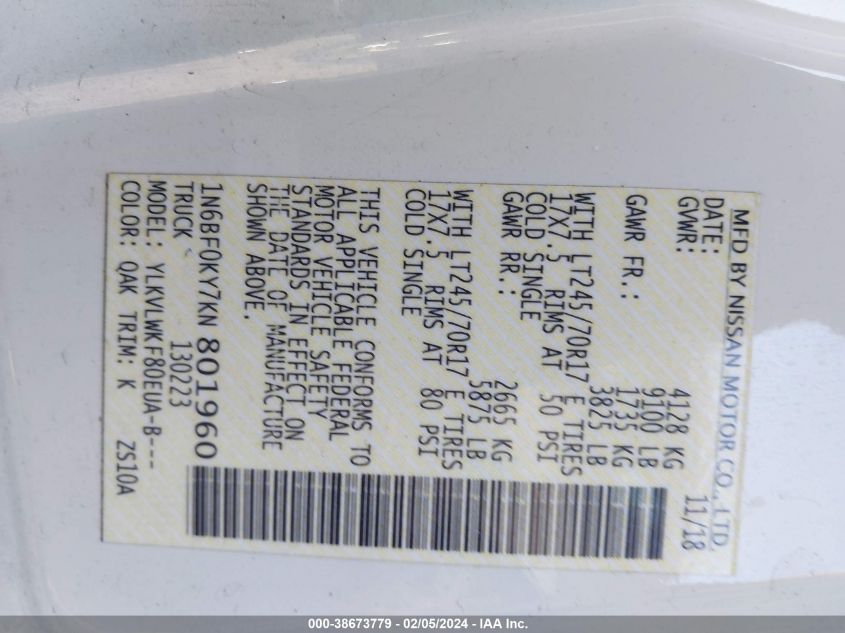 MFD BY NISSAN MOTOR CO., LTD.
DATE: 11/18
GVWR: 4128 KG
9100 LB
GAWR FR.: 1735 KG
3825 LB
WITH LT245/70R17 E TIRES
17X7.5 RIMS AT 50 PSI
COLD SINGLE
GAWR RR.: 2665 KG
5875 LB
WITH LT245/70R17 E TIRES
17X7.5 RIMS AT 80 PSI
COLD SINGLE
THIS VEHICLE CONFORMS TO
ALL APPLICABLE FEDERAL
MOTOR VEHICLE SAFETY
STANDARDS IN EFFECT ON
THE DATE OF MANUFACTURE
SHOWN ABOVE.
1N6BF0KY7KN801960
TRUCK 130223
MODEL: YLKVLWKF80EUA-B---
COLOR: QAK TRIM: K ZS10A
000-38673779 - 02/05/2024 - IAA Inc.